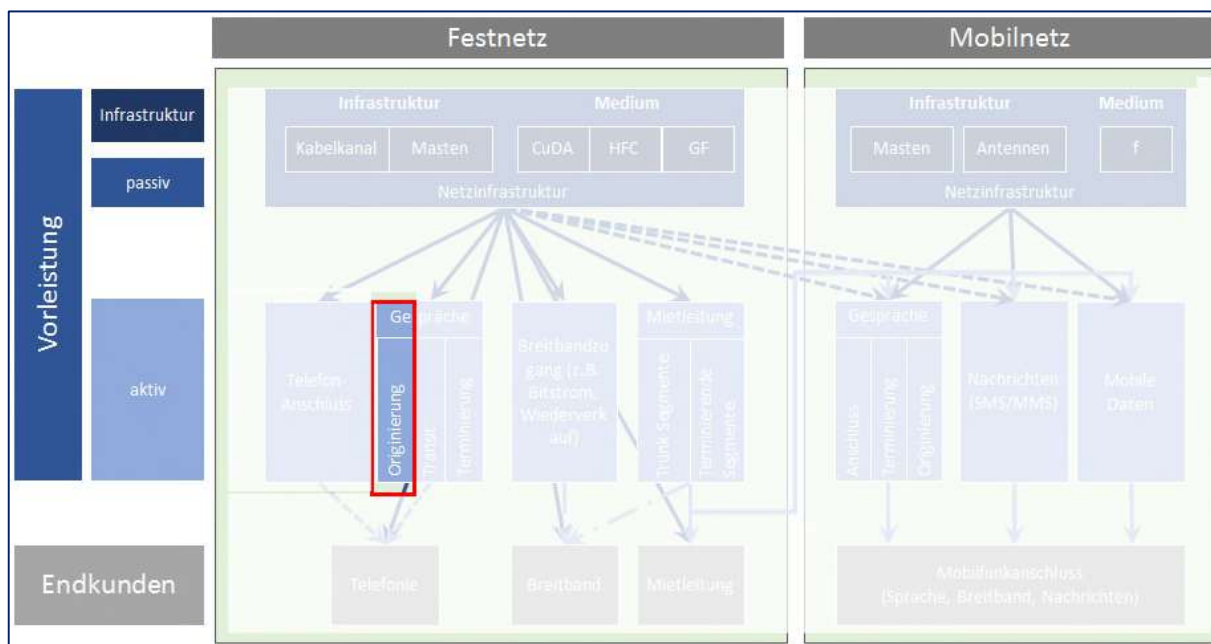 Festnetz
Mobilnetz
Vorleistung
Infrastruktur
passiv
aktiv
Endkunden
Infrastruktur
Medium
Kabelkanal
Masten
CuDA
HFC
GF
Netzinfrastruktur
Infrastruktur
Medium
Masten
Antennen
f
Netzinfrastruktur
Telefon-
Anschluss
Gespräche
Originierung
Transit
Terminierung
Breitbandzu
gang (z.B.
Bitstrom,
Wiederverk
auf)
Mietleitung
Trunk Segmente
Terminierende
Segmente
Gespräche
Anschluss
Terminierung
Originierung
Nachrichten
(SMS/MMS)
Mobile
Daten
Telefonie
Breitband
Mietleitung
Mobilfunkanschluss
(Sprache, Breitband, Nachrichten)